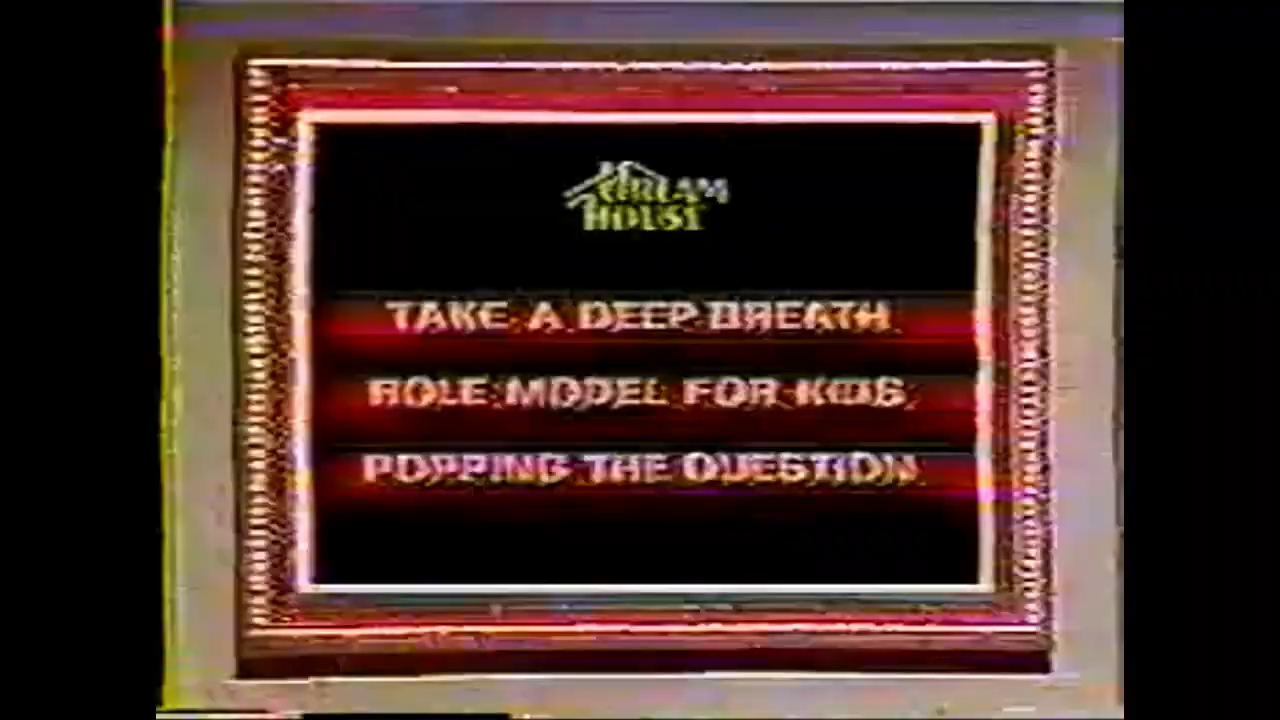 DREAM
HOUSE
TAKE A DEEP BREATH
ROLE MODEL FOR KIDS
POPPING THE QUESTION